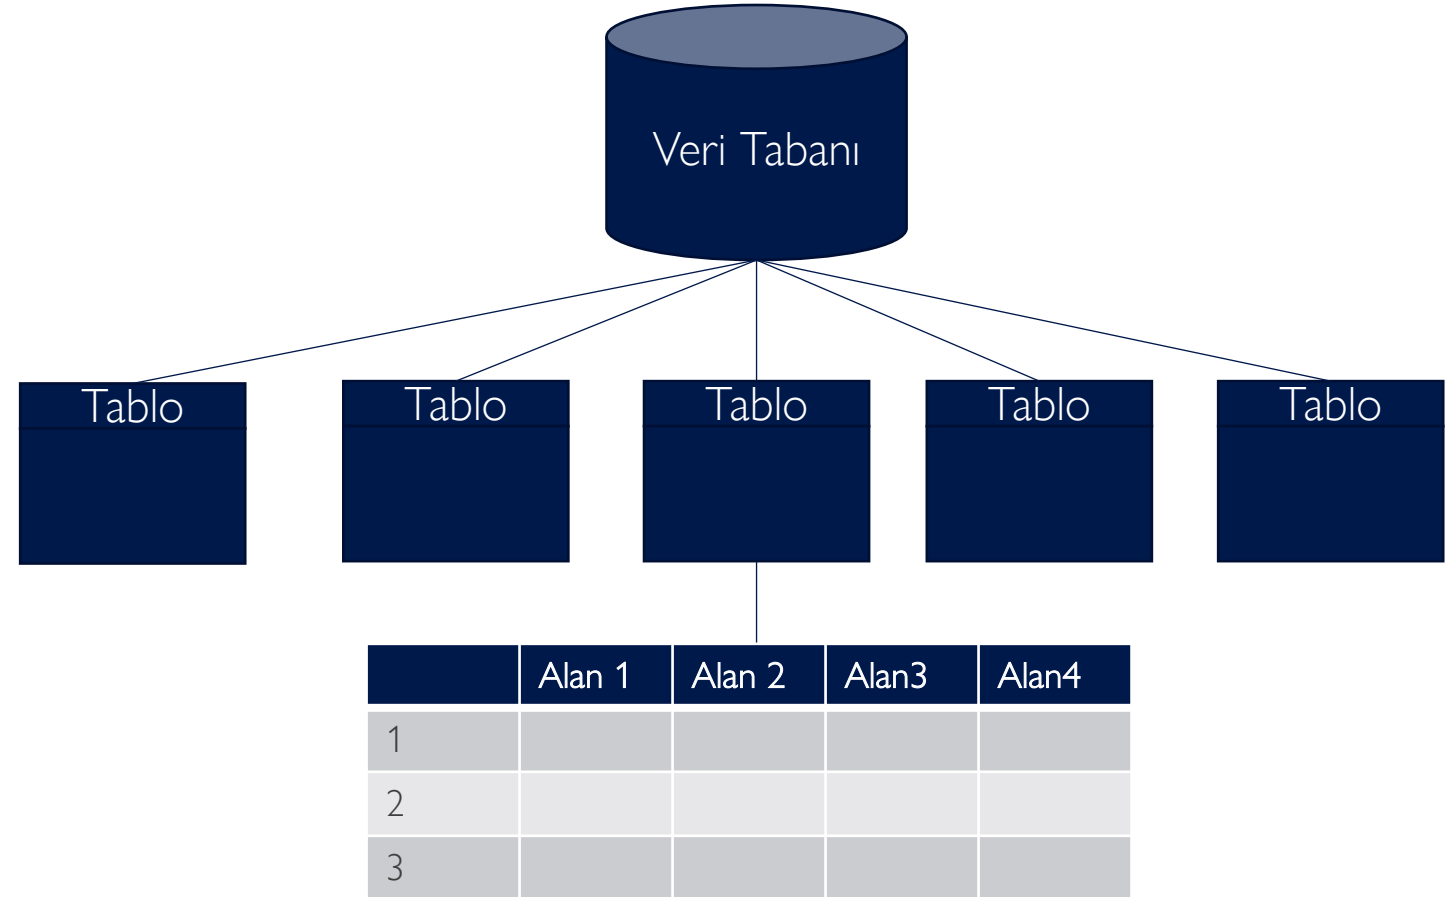 Veri Tabanı
Tablo Tablo Tablo Tablo Tablo
Alan 1 Alan 2 Alan3 Alan4
1
2
3